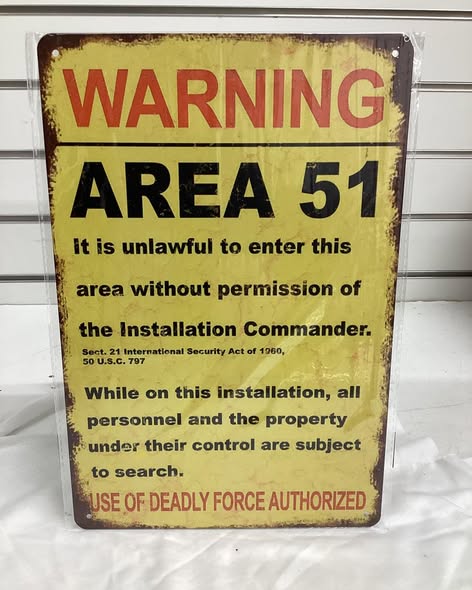 WARNING
AREA 51
It is unlawful to enter this
area without permission of
the Installation Commander.
Sect. 21 International Security Act of 1960,
50 U.S.C. 797
While on this installation, all
personnel and the property
under their control are subject
to search.
USE OF DEADLY FORCE AUTHORIZED